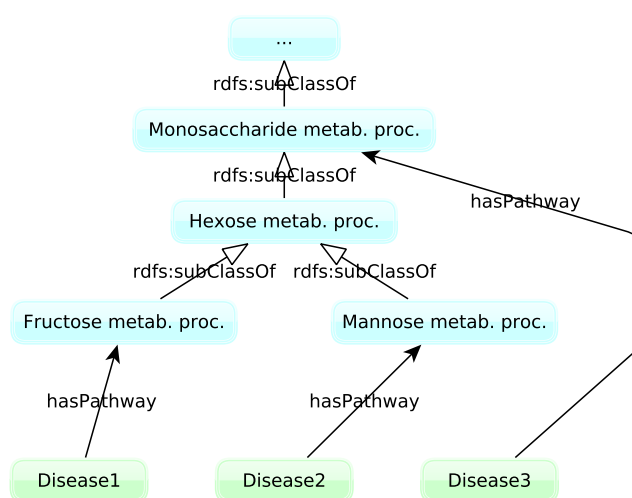 ...
rdfs:subClassOf
Monosaccharide metab. proc.
rdfs:subClassOf
hasPathway
Hexose metab. proc.
rdfs:subClassOf rdfs:subClassOf
Fructose metab. proc. Mannose metab. proc.
hasPathway hasPathway
Disease1 Disease2 Disease3